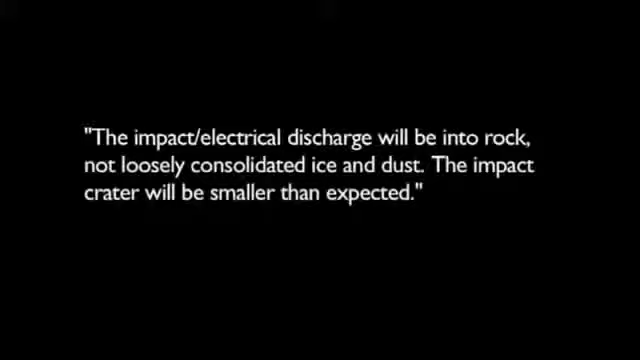 "The impact/electrical discharge will be into rock,
not loosely consolidated ice and dust. The impact
crater will be smaller than expected."